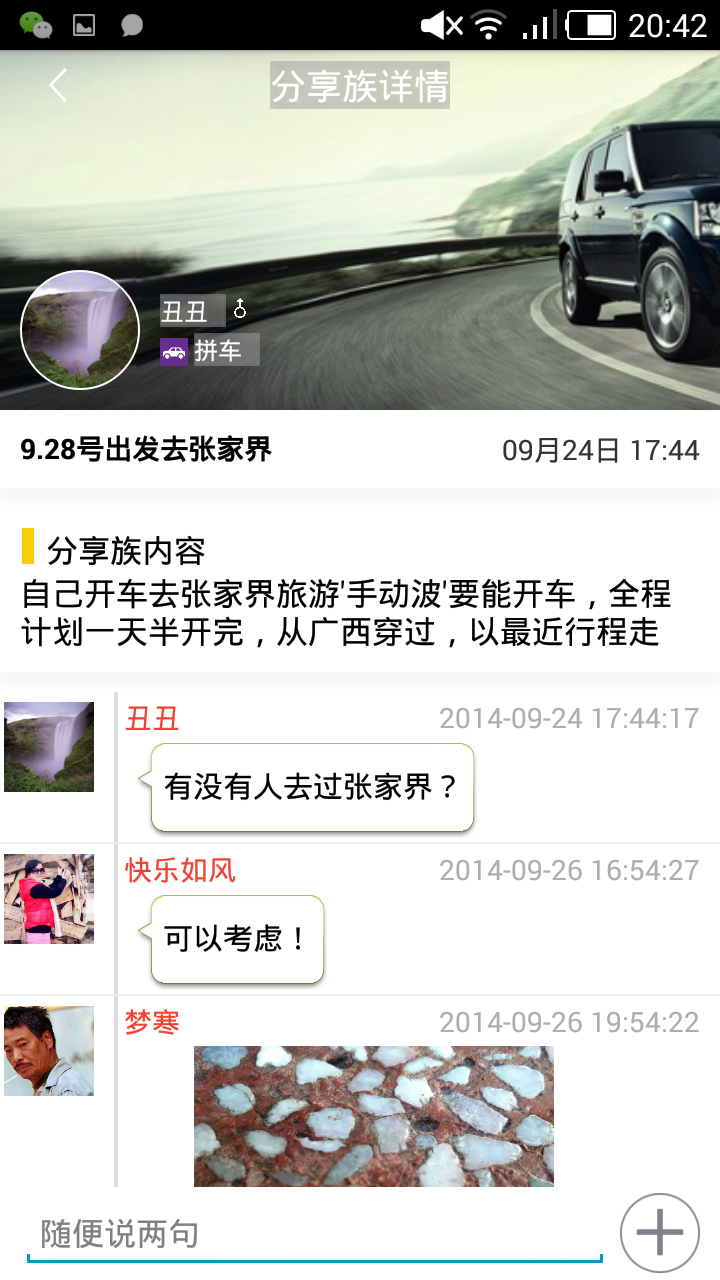 20:42
分享族详情
丑丑
拼车
9.28号出发去张家界
09月24日 17:44
分享族内容
自己开车去张家界旅游'手动波'要能开车，全程
计划一天半开完，从广西穿过，以最近行程走
丑丑
2014-09-24 17:44:17
有没有人去过张家界？
快乐如风
2014-09-26 16:54:27
可以考虑！
梦寒
2014-09-26 19:54:22
随便说两句